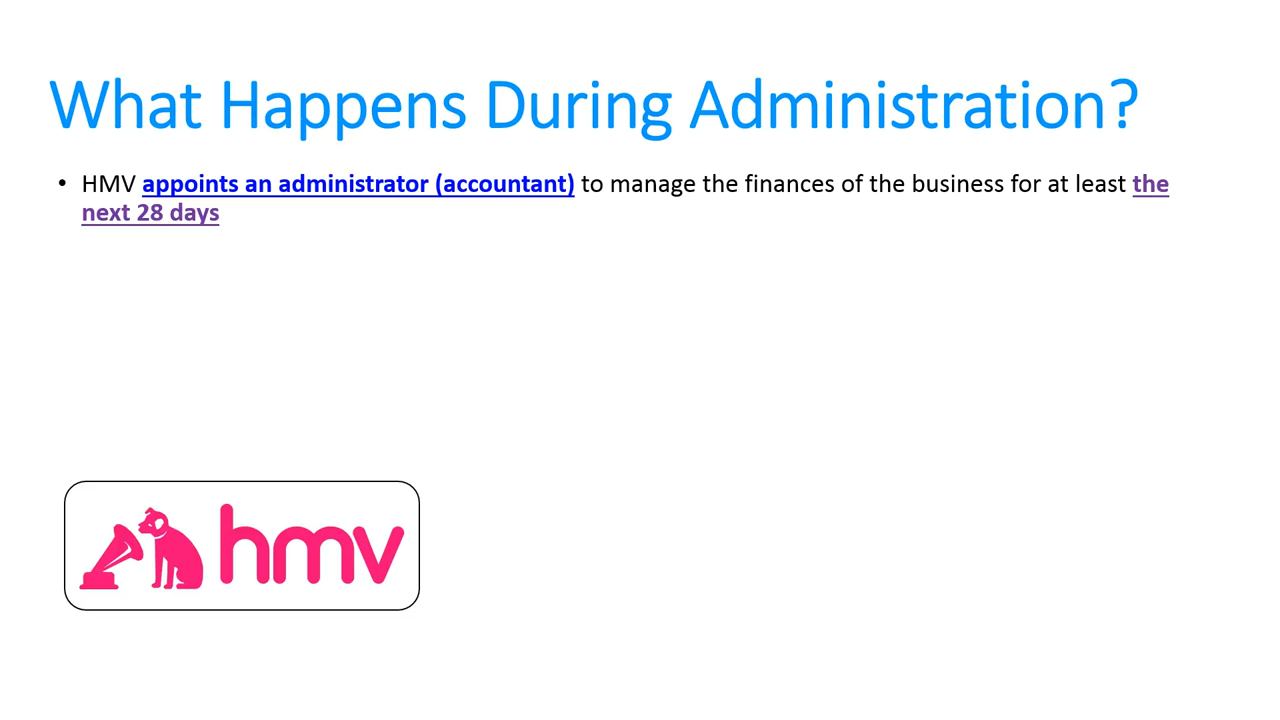 What Happens During Administration?
• HMV appoints an administrator (accountant) to manage the finances of the business for at least the
next 28 days
hmv